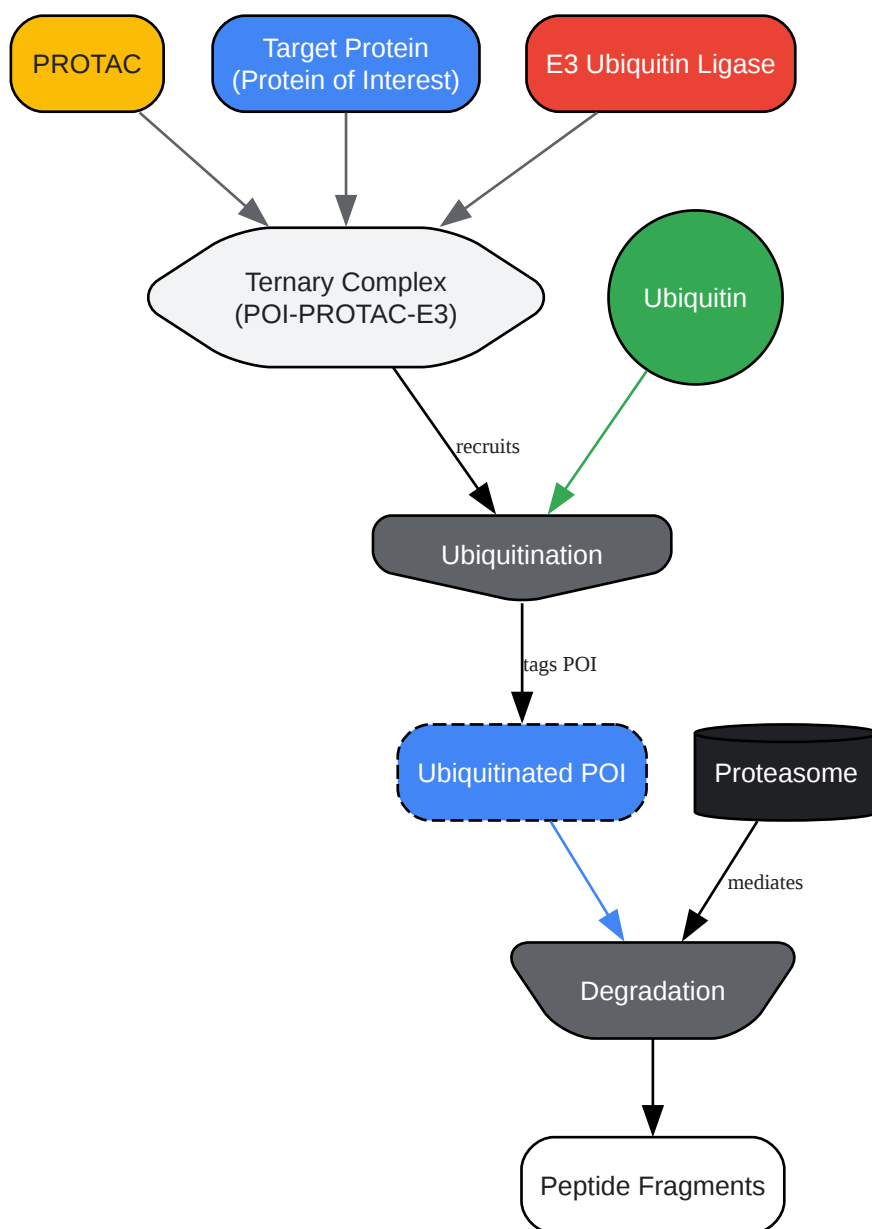 PROTAC
Target Protein
(Protein of Interest)
E3 Ubiquitin Ligase
Ternary Complex
(POI-PROTAC-E3)
Ubiquitin
recruits
Ubiquitination
tags POI
Ubiquitinated POI
Proteasome
mediates
Degradation
Peptide Fragments